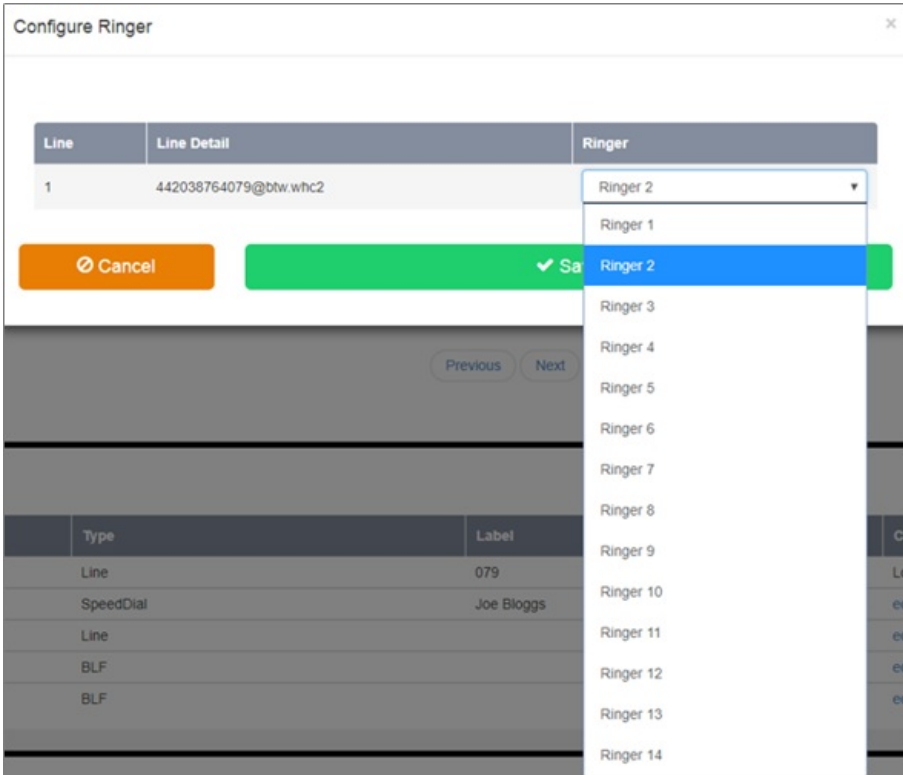 Configure Ringer ×
Line Line Detail Ringer
1 442038764079@btw.whc2 Ringer 2
Ringer 1
Cancel Sa Ringer 2
Ringer 3
Ringer 4
Previous Next
Ringer 5
Ringer 6
Ringer 7
Ringer 8
Type Label C
Ringer 9
Line 079 L
Ringer 10
SpeedDial Joe Bloggs e
Line e
Ringer 11
BLF e
Ringer 12
BLF e
Ringer 13
Ringer 14